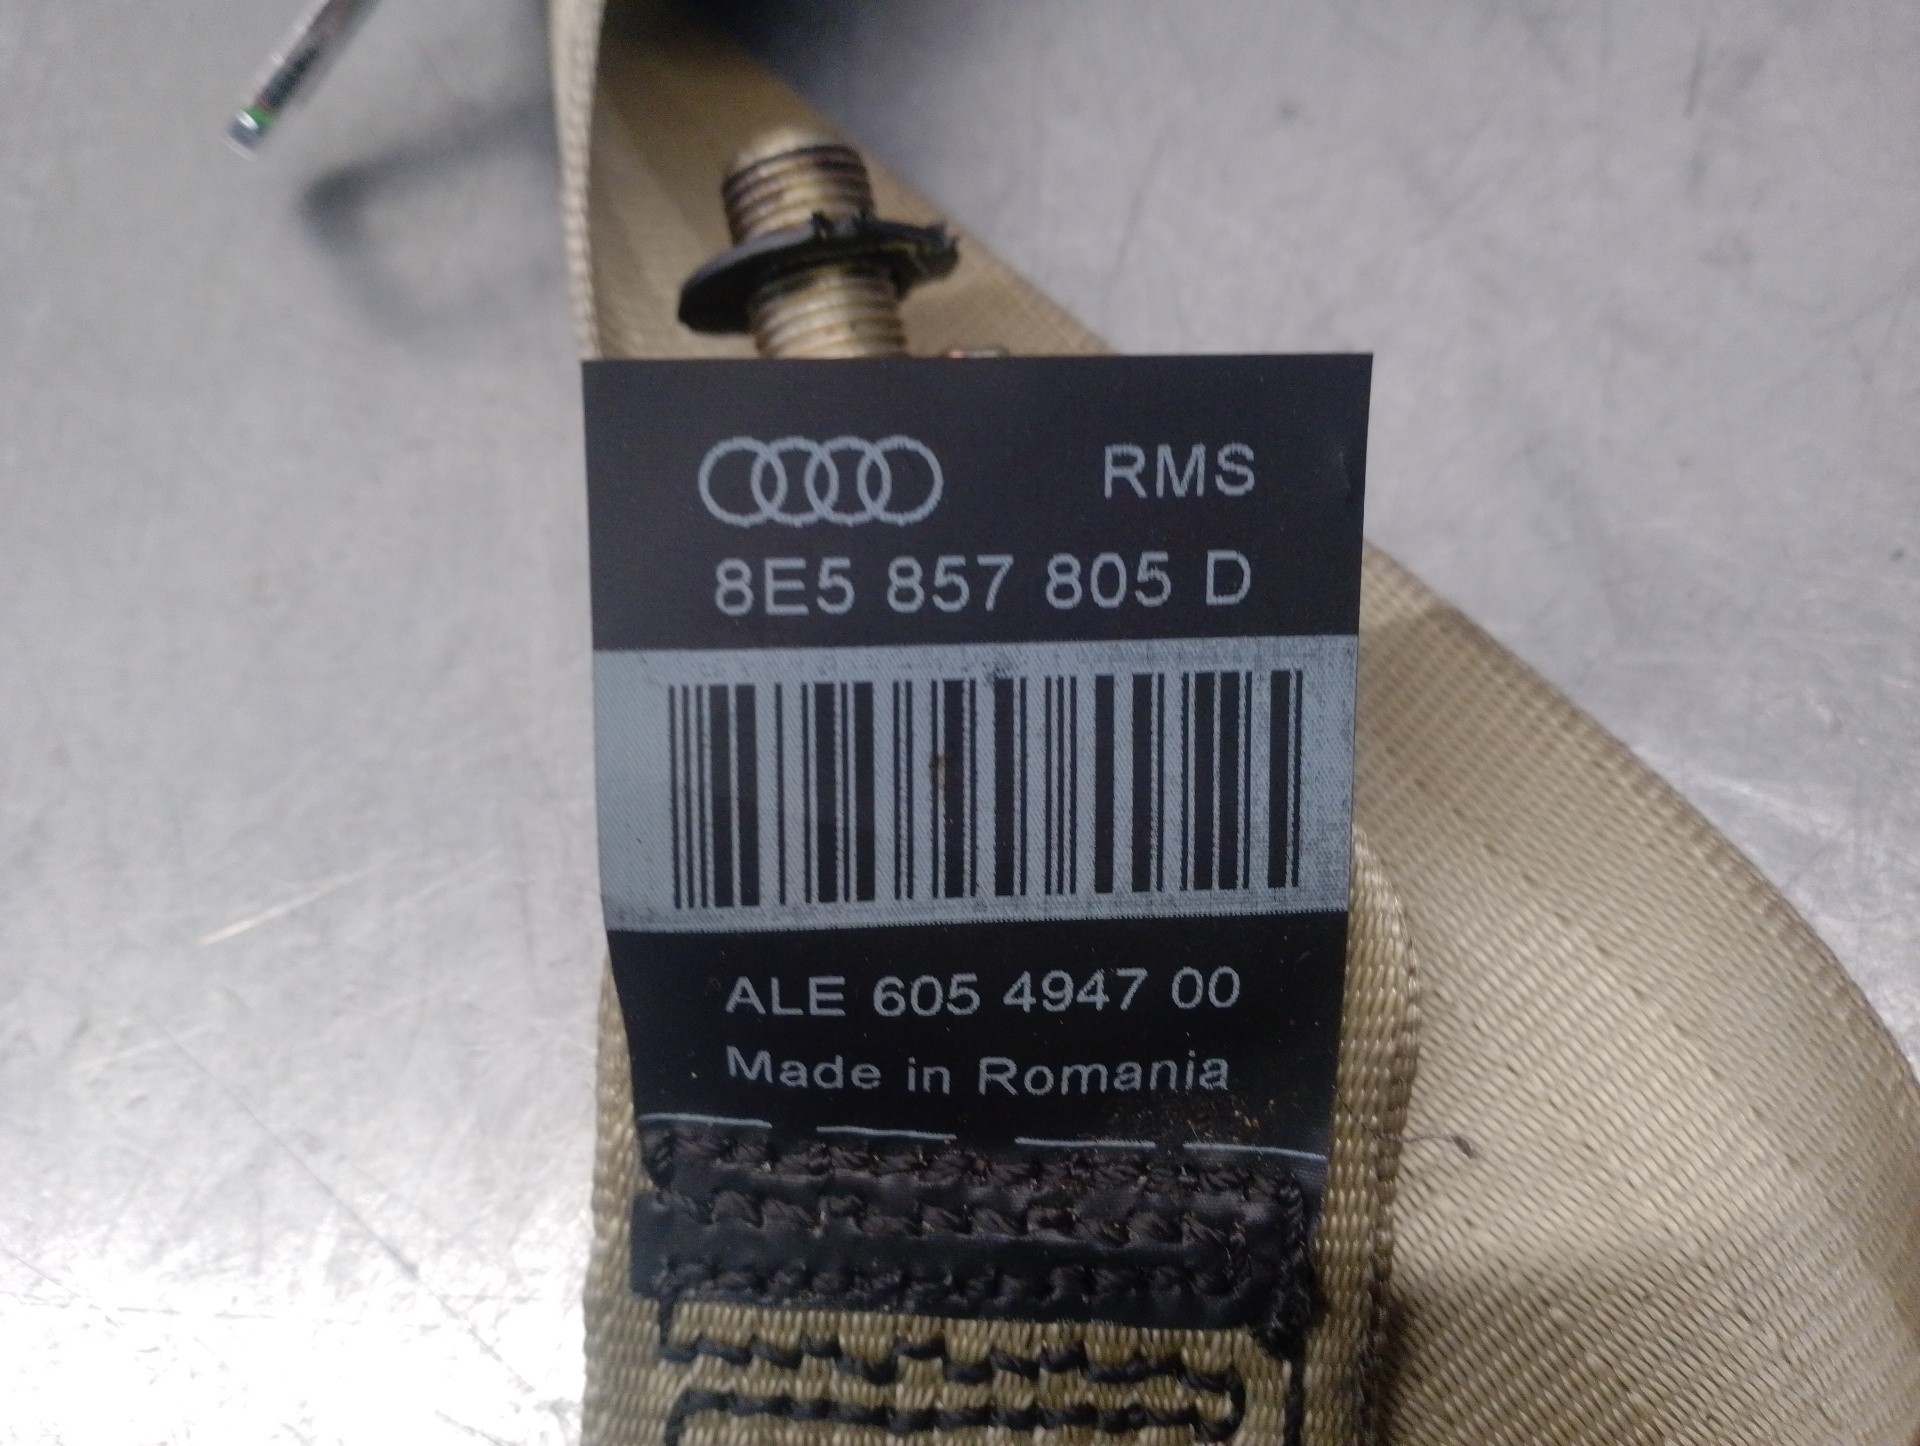 RMS
8E5 857 805 D
ALE 605 4947 00
Made in Romania